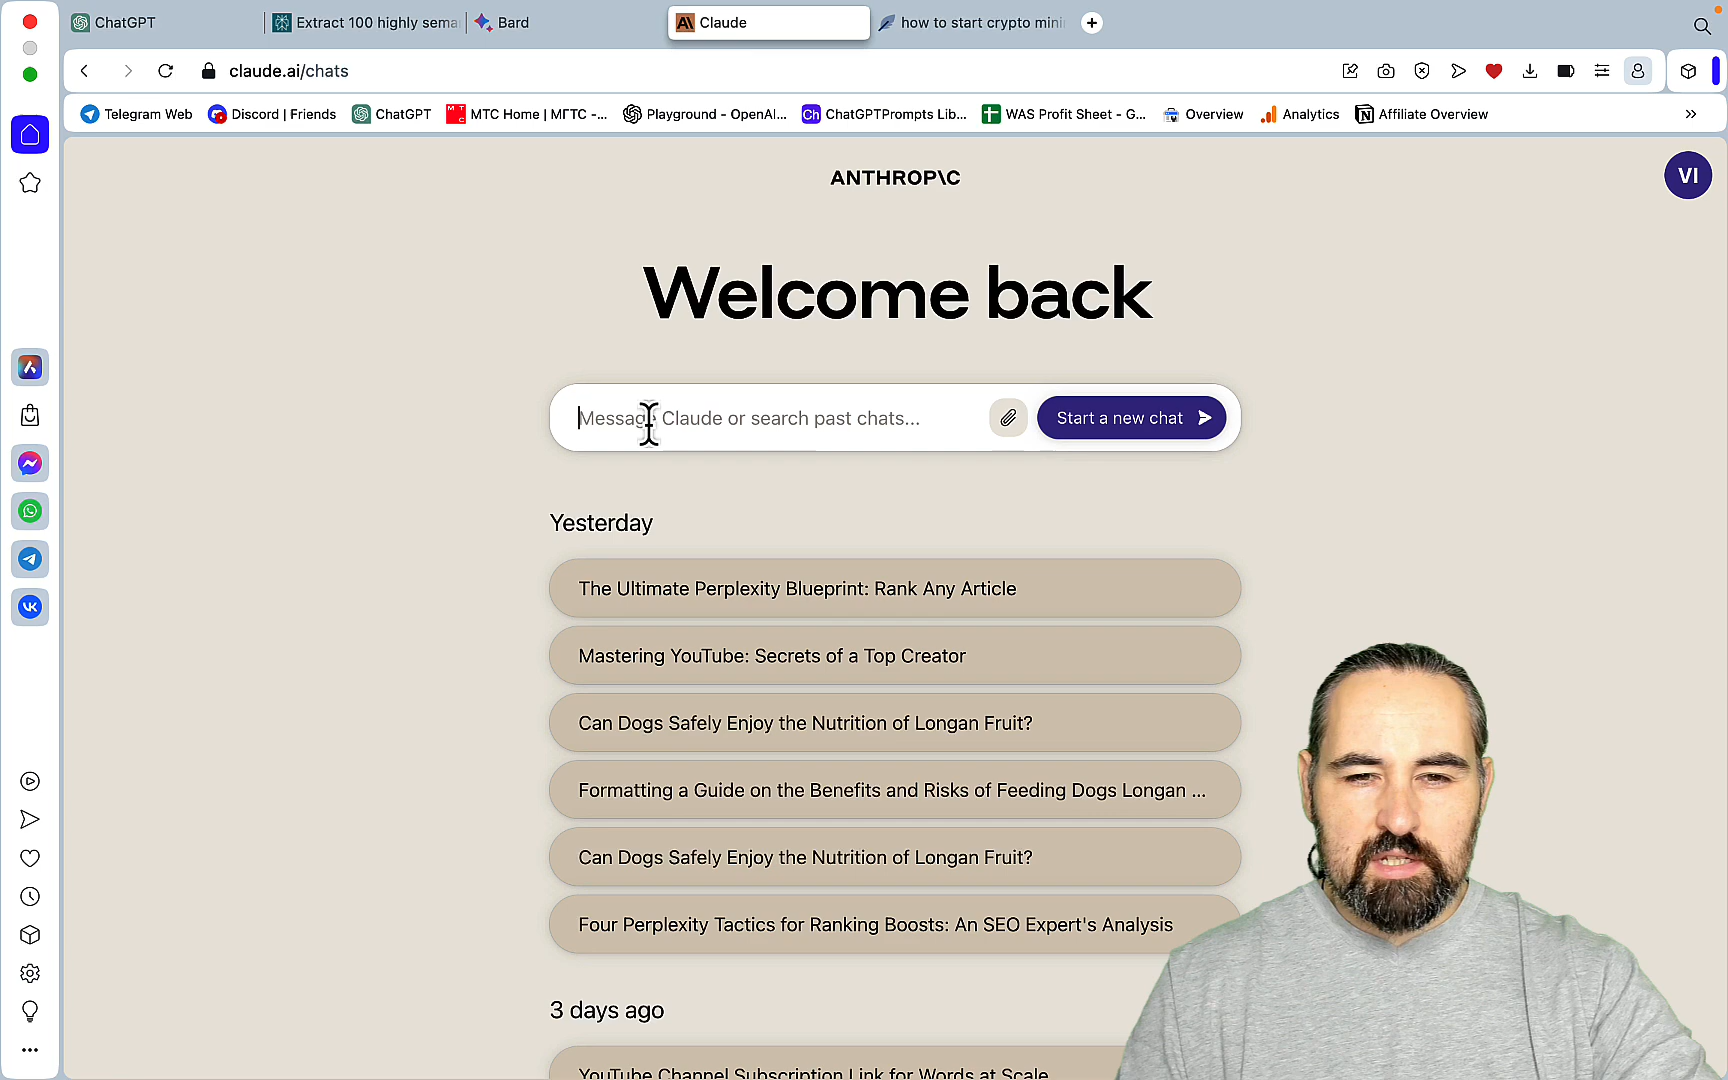 ChatGPT
Extract 100 highly sema
Bard
Claude
how to start crypto mini
claude.ai/chats
Telegram Web
Discord | Friends
ChatGPT
МТС Home | МГТС -...
Playground - OpenAI...
Ch
ChatGPTPrompts Lib...
WAS Profit Sheet - G...
Overview
Analytics
Affiliate Overview
ANTHROP\C
VI
Welcome back
Message Claude or search past chats...
Start a new chat
Yesterday
The Ultimate Perplexity Blueprint: Rank Any Article
Mastering YouTube: Secrets of a Top Creator
Can Dogs Safely Enjoy the Nutrition of Longan Fruit?
Formatting a Guide on the Benefits and Risks of Feeding Dogs Longan ...
Can Dogs Safely Enjoy the Nutrition of Longan Fruit?
Four Perplexity Tactics for Ranking Boosts: An SEO Expert's Analysis
3 days ago
YouTube Channel Subscription Link for Words at Scale